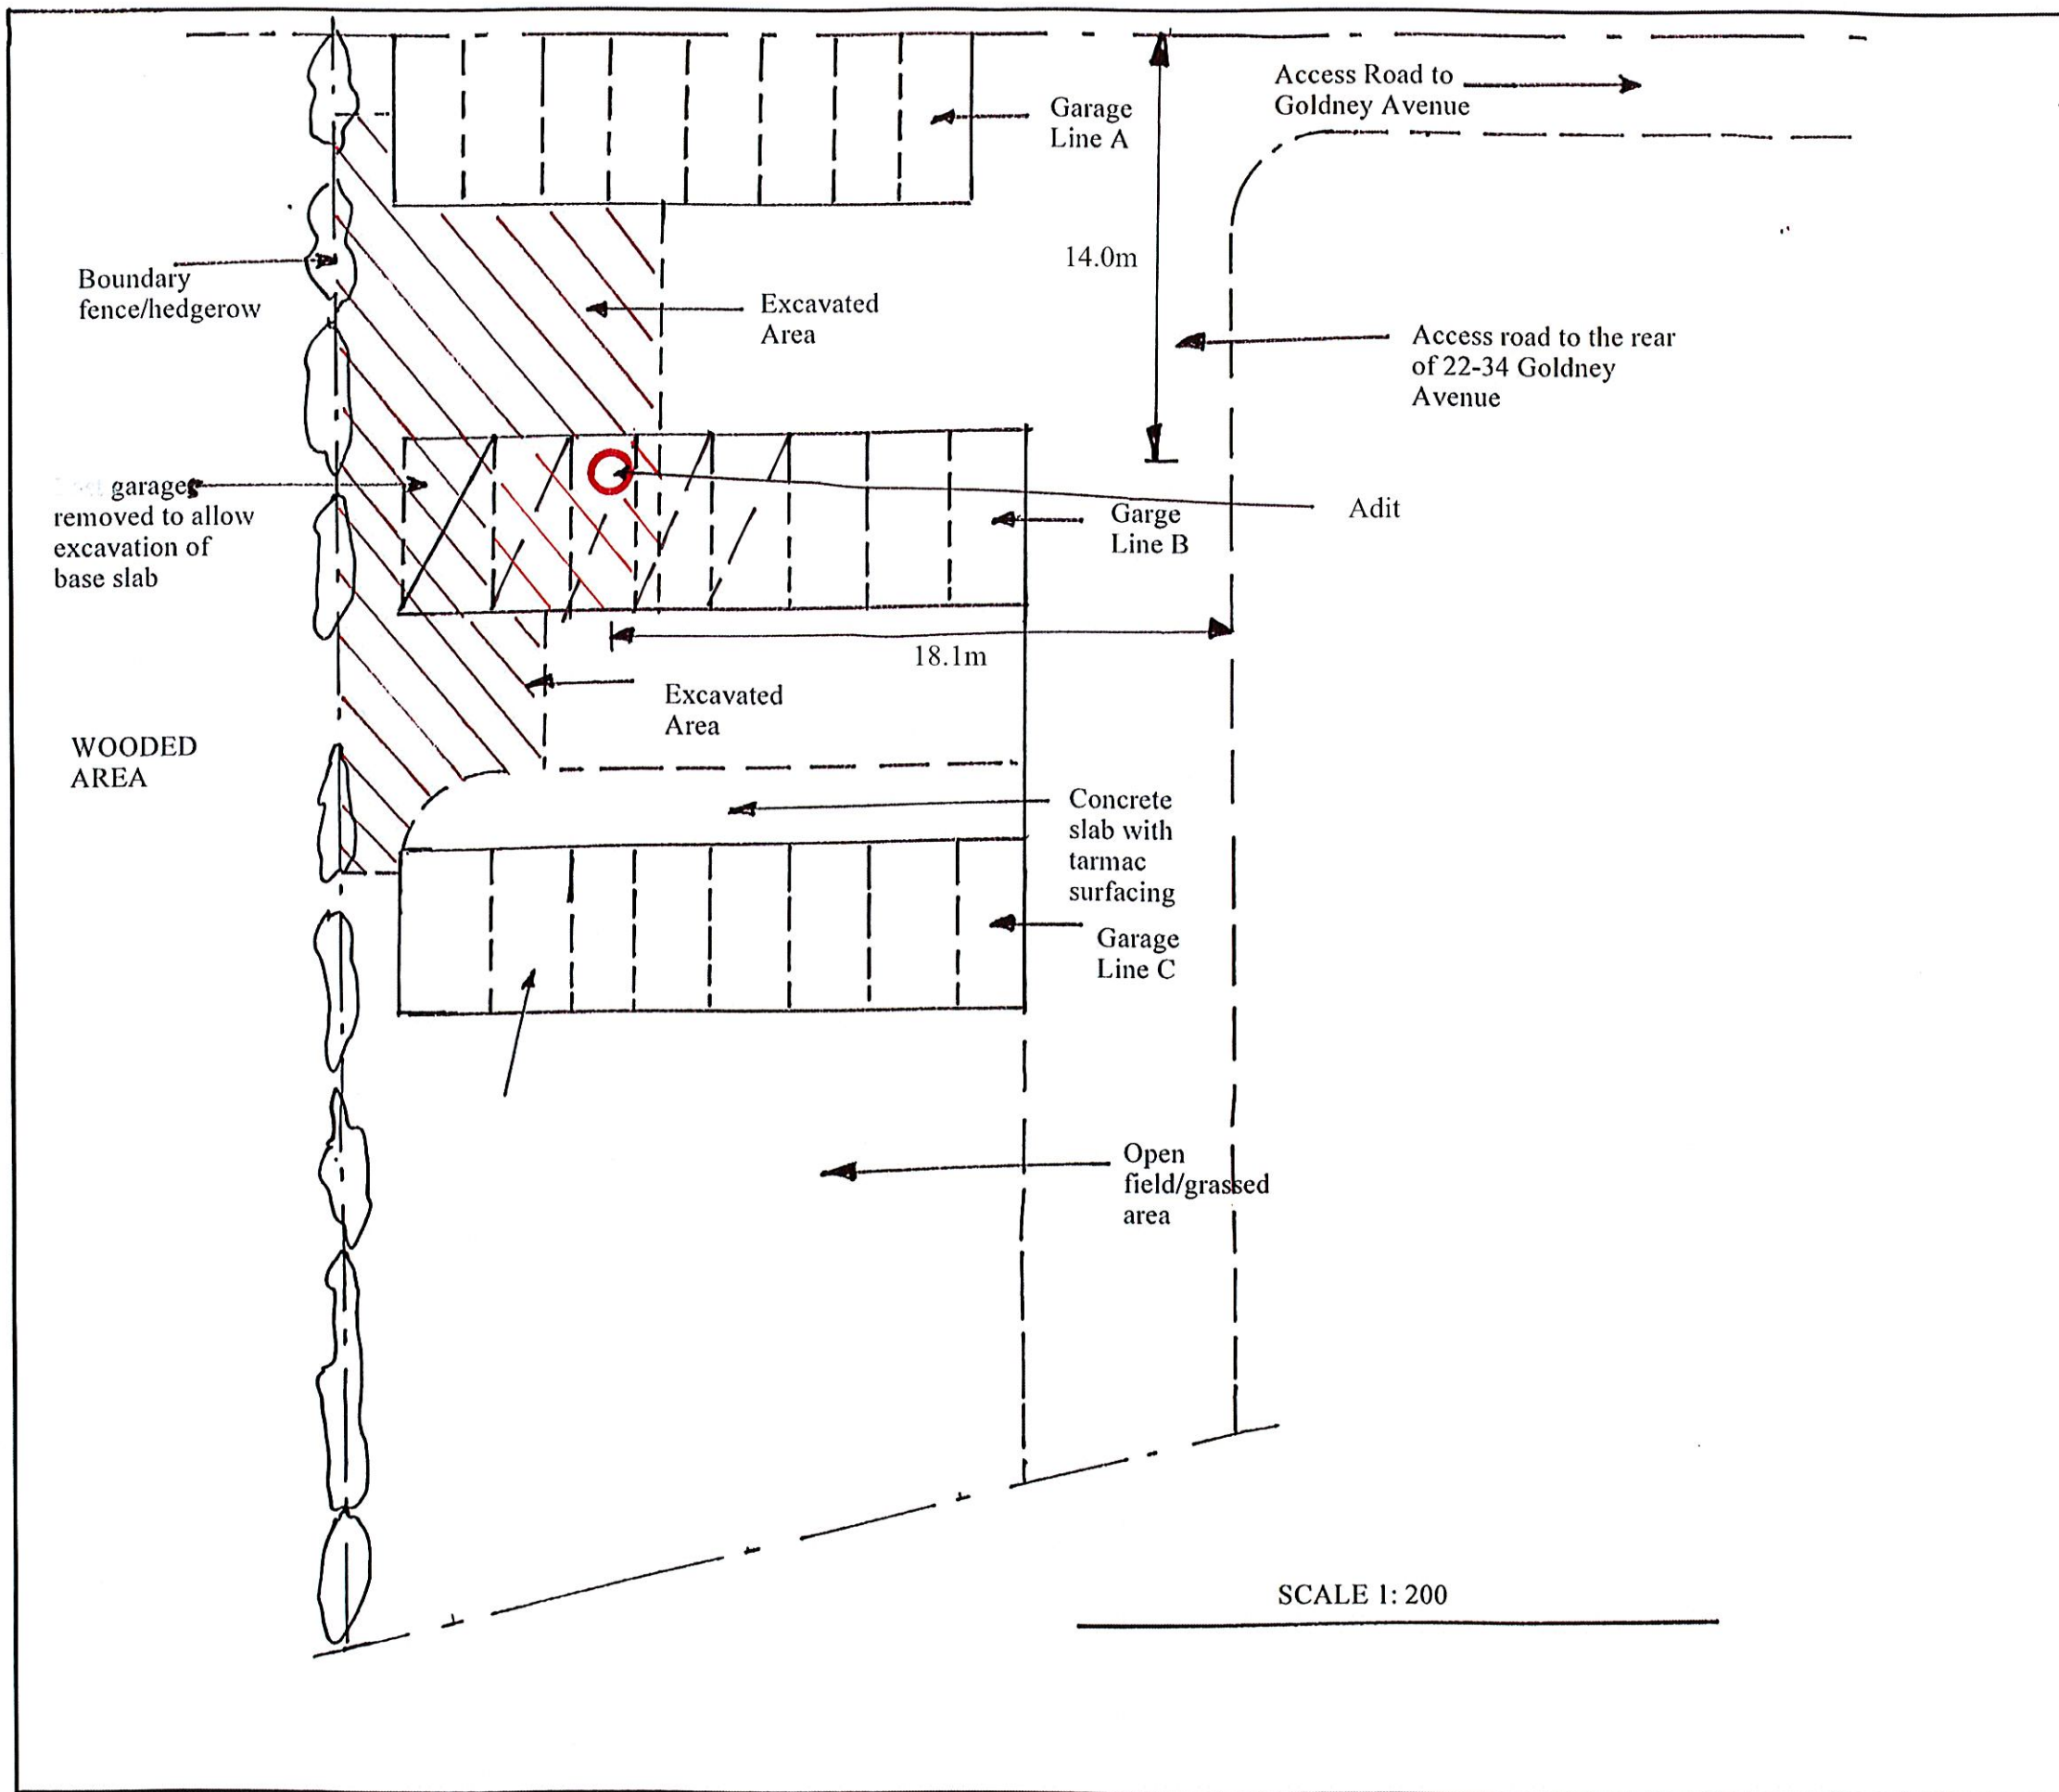 Access Road to
Goldney Avenue
Garage
Line A
14.0m
Boundary
fence/hedgerow
Excavated
Area
Access road to the rear
of 22-34 Goldney
Avenue
garages
removed to allow
excavation of
base slab
Adit
Garge
Line B
18.1m
Excavated
Area
WOODED
AREA
Concrete
slab with
tarmac
surfacing
Garage
Line C
Open
field/grassed
area
SCALE 1: 200